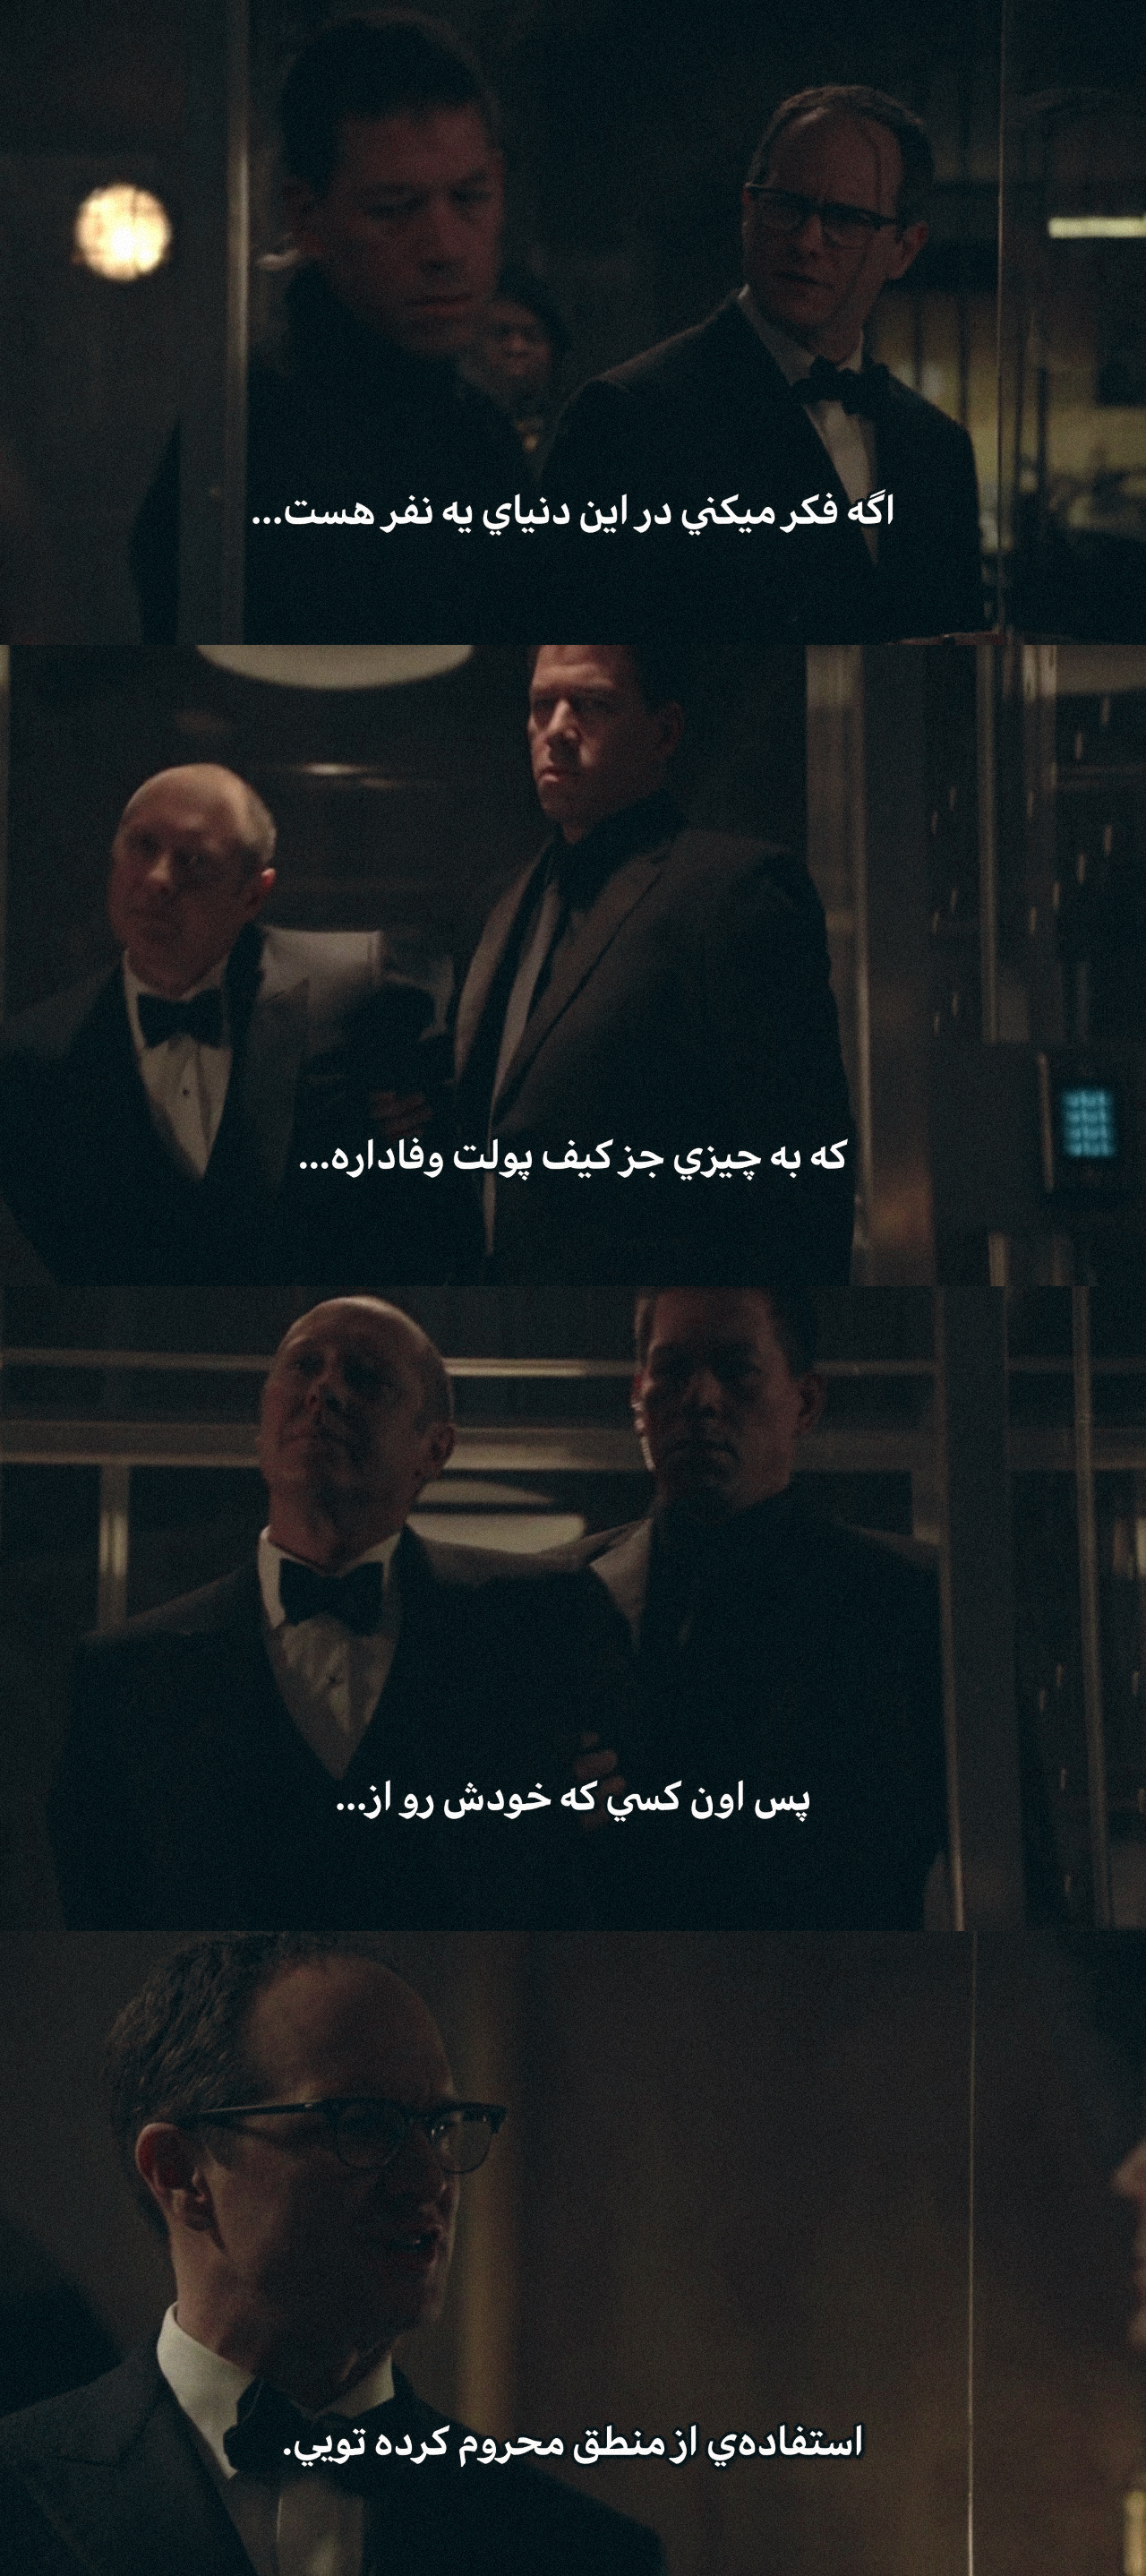 اگه فکر ميکني در اين دنياي يه نفر هست...
که به چيزي جز کيف پولت وفاداره...
پس اون کسي که خودش رو از...
استفاده‌ي از منطق محروم کرده تويي.